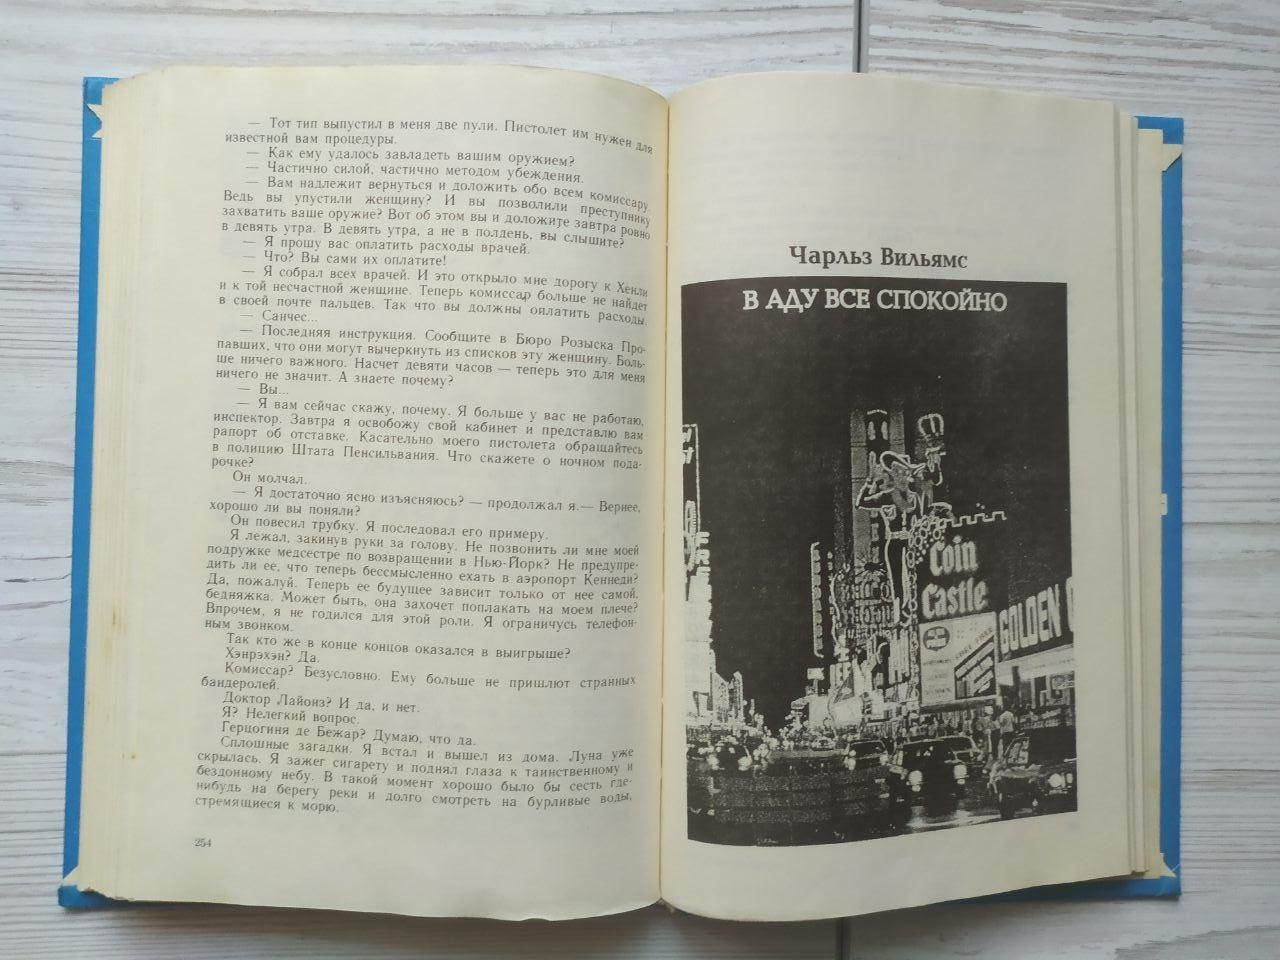 — Тот тип выпустил в меня две пули. Пистолет им нужен для
известной вам процедуры.
— Как ему удалось завладеть вашим оружием?
— Частично силой, частично методом убеждения.
— Вам надлежит вернуться и доложить обо всем комиссару.
Ведь вы упустили женщину? И вы позволили преступнику
захватить ваше оружие? Вот об этом вы и доложите завтра ровно
в девять утра. В девять утра, а не в полдень, вы слышите?
— Я прошу вас оплатить расходы врачей.
— Что? Вы сами их оплатите!
— Я собрал всех врачей. И это открыло мне дорогу к Хенли
и к той несчастной женщине. Теперь комиссар больше не найдет
в своей почте пальцев. Так что вы должны оплатить расходы.
— Санчес...
— Последняя инструкция. Сообщите в Бюро Розыска Про-
павших, что они могут вычеркнуть из списков эту женщину. Боль-
ше ничего важного. Насчет девяти часов — теперь это для меня
ничего не значит. А знаете почему?
— Вы...
— Я вам сейчас скажу, почему. Я больше у вас не работаю,
инспектор. Завтра я освобожу свой кабинет и представлю вам
рапорт об отставке. Касательно моего пистолета обращайтесь
в полицию Штата Пенсильвания. Что скажете о ночном пода-
рочке?
Он молчал.
— Я достаточно ясно изъясняюсь? — продолжал я.— Вернее,
хорошо ли вы поняли?
Он повесил трубку. Я последовал его примеру.
Я лежал, закинув руки за голову. Не позвонить ли мне моей
подружке медсестре по возвращении в Нью-Йорк? Не предупре-
дить ли ее, что теперь бессмысленно ехать в аэропорт Кеннеди?
Да, пожалуй. Теперь ее будущее зависит только от нее самой,
бедняжка. Может быть, она захочет поплакать на моем плече?
Впрочем, я не годился для этой роли. Я ограничусь телефон-
ным звонком.
Так кто же в конце концов оказался в выигрыше?
Хэнрэхэн? Да.
Комиссар? Безусловно. Ему больше не пришлют странных
бандеролей.
Доктор Лайонз? И да, и нет.
Я? Нелегкий вопрос.
Герцогиня де Бежар? Думаю, что да.
Сплошные загадки. Я встал и вышел из дома. Луна уже
скрылась. Я зажег сигарету и поднял глаза к таинственному и
бездонному небу. В такой момент хорошо было бы сесть где-
нибудь на берегу реки и долго смотреть на бурливые воды,
стремящиеся к морю.
254
Чарльз Вильямс
В АДУ ВСЕ СПОКОЙНО
Coin
Castle
GOLDEN